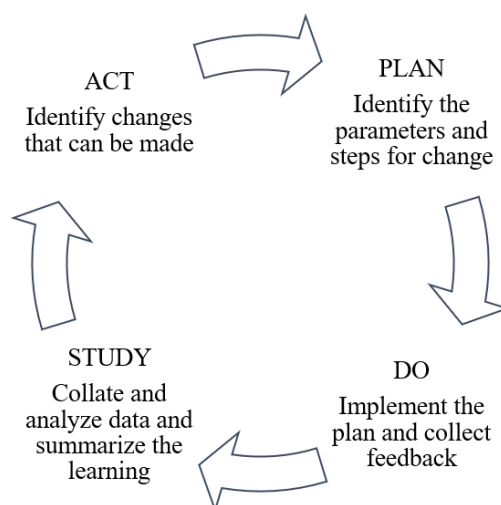 ACT
Identify changes
that can be made
PLAN
Identify the
parameters and
steps for change
DO
Implement the
plan and collect
feedback
STUDY
Collate and
analyze data and
summarize the
learning